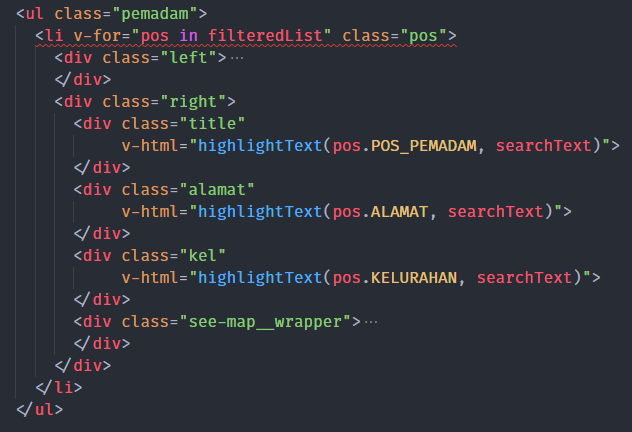 <ul class="pemadam">
<li v-for="pos in filteredList" class="pos">
<div class="left">···
</div>
<div class="right">
<div class="title"
v-html="highlightText(pos.POS_PEMADAM, searchText)">
</div>
<div class="alamat"
v-html="highlightText(pos.ALAMAT, searchText)">
</div>
<div class="kel"
v-html="highlightText(pos.KELURAHAN, searchText)">
</div>
<div class="see-map__wrapper">···
</div>
</div>
</li>
</ul>